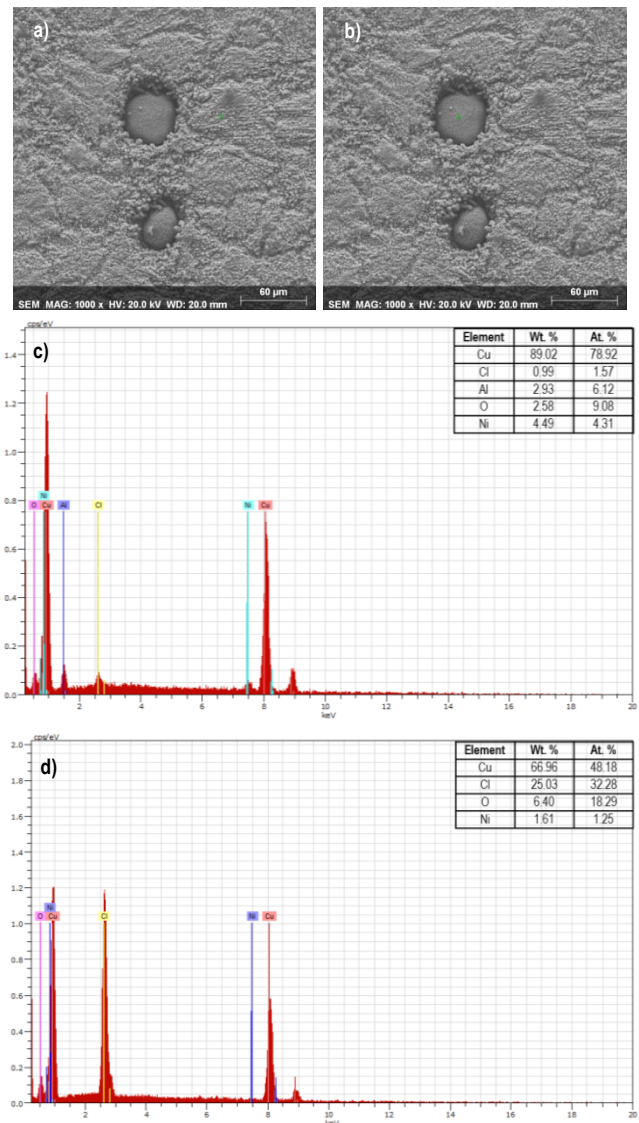 a)
60 µm
SEM MAG: 1000 x HV: 20.0 kV WD: 20.0 mm
b)
60 µm
SEM MAG: 1000 x HV: 20.0 kV WD: 20.0 mm
cps/eV
c)
Element Wt. % At. %
Cu 89.02 78.92
Cl 0.99 1.57
Al 2.93 6.12
O 2.58 9.08
Ni 4.49 4.31
1.4
1.2
1.0
0.8
Ni
O Cu Al Cl Ni Cu
0.6
0.4
0.2
0.0
2 4 6 8 10 12 14 16 18 20
keV
cps/eV
d)
Element Wt. % At. %
Cu 66.96 48.18
Cl 25.03 32.28
O 6.40 18.29
Ni 1.61 1.25
2.0
1.8
1.6
1.4
1.2
Ni
O Cu Cl Ni Cu
1.0
0.8
0.6
0.4
0.2
0.0
2 4 6 8 10 12 14 16 18 20
keV